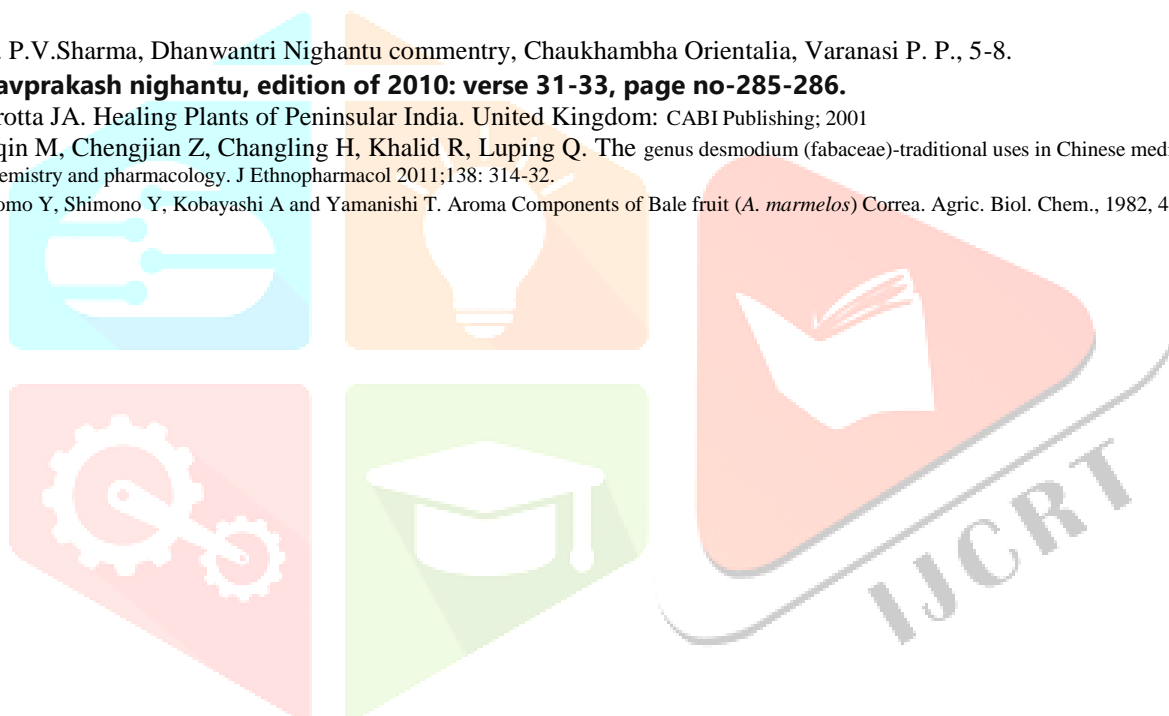 P.V.Sharma, Dhanwantri Nighantu commentry, Chaukhambha Orientalia, Varanasi P. P., 5-8.
avprakash nighantu, edition of 2010: verse 31-33, page no-285-286.
rotta JA. Healing Plants of Peninsular India. United Kingdom: CABI Publishing; 2001
qin M, Chengjian Z, Changling H, Khalid R, Luping Q. The genus desmodium (fabaceae)-traditional uses in Chinese medi
emistry and pharmacology. J Ethnopharmacol 2011;138: 314-32.
omo Y, Shimono Y, Kobayashi A and Yamanishi T. Aroma Components of Bale fruit (A. marmelos) Correa. Agric. Biol. Chem., 1982, 4
IJCRT